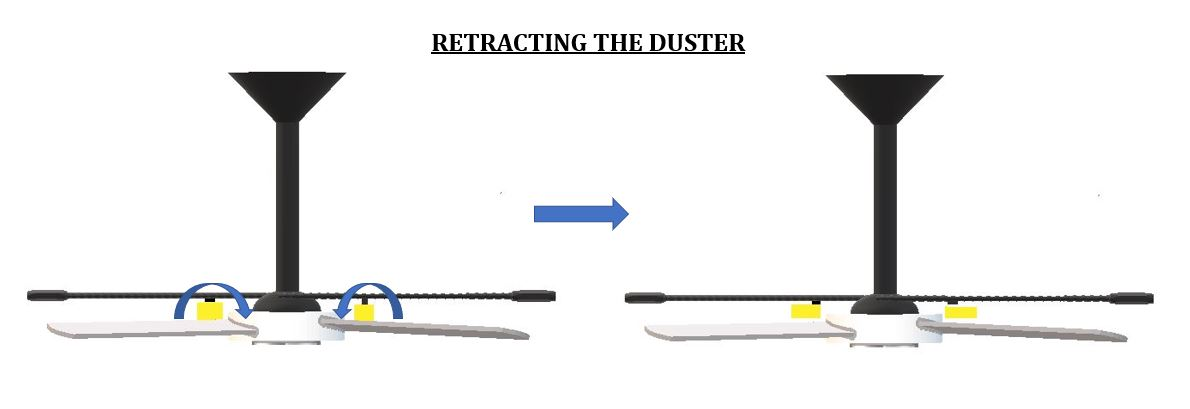 RETRACTING THE DUSTER